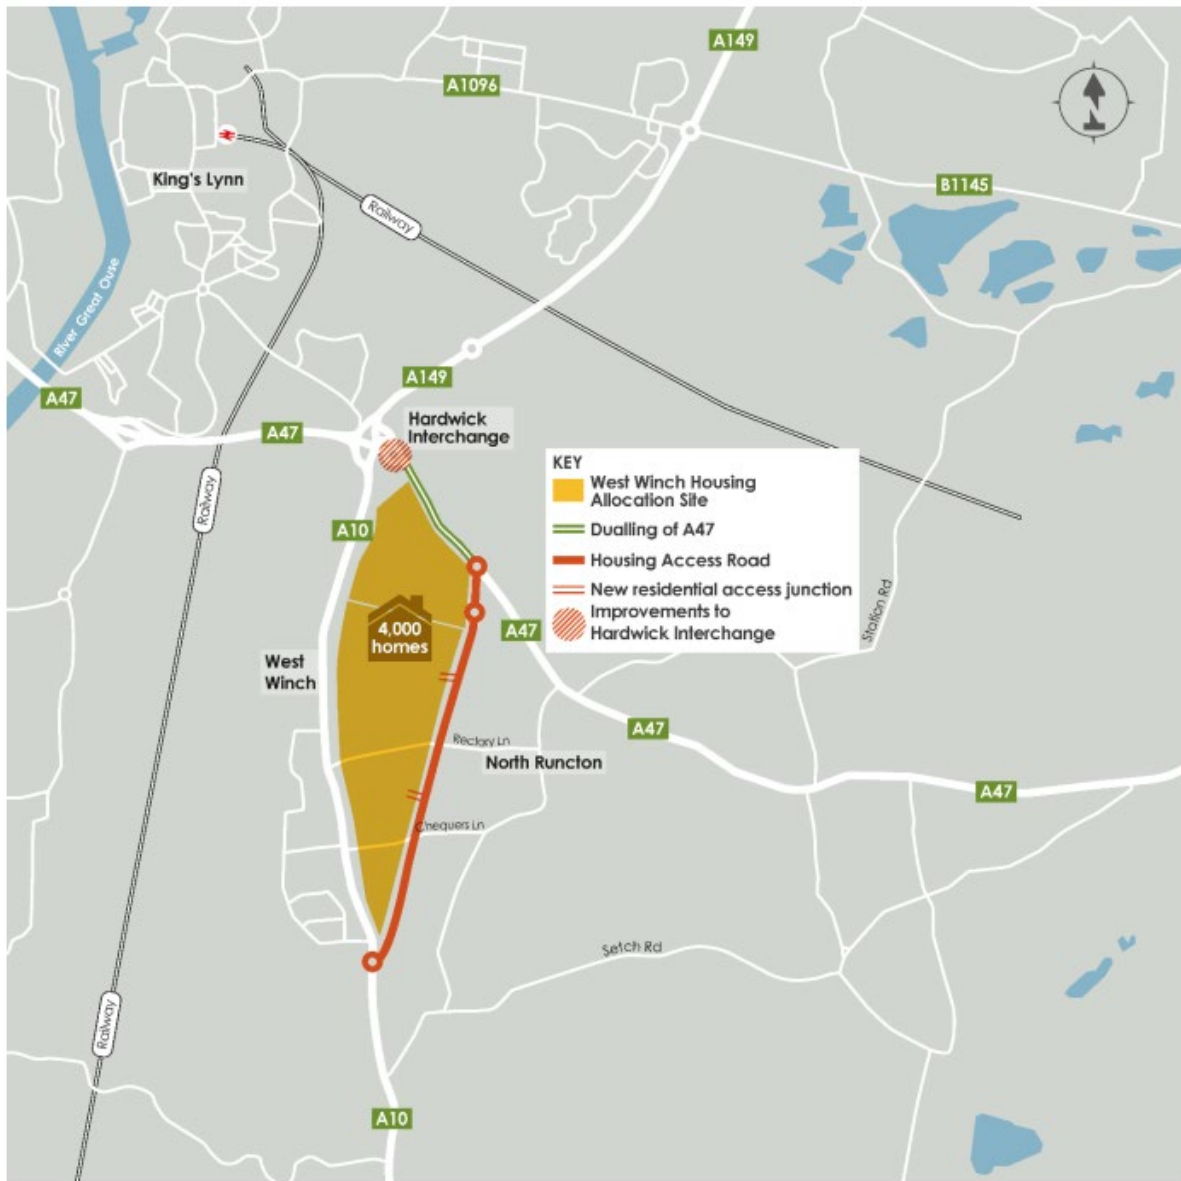 A149
A1096
King's Lynn
Railway
B1145
River Great Ouse
A149
A47
A47
Hardwick
Interchange
KEY
West Winch Housing
Allocation Site
Dualling of A47
Housing Access Road
New residential access junction
Improvements to
Hardwick Interchange
Railway
A10
4,000
homes
A47
Station Rd
West
Winch
A47
Rectory Ln
North Runcton
A47
Chequers Ln
Setch Rd
Railway
A10